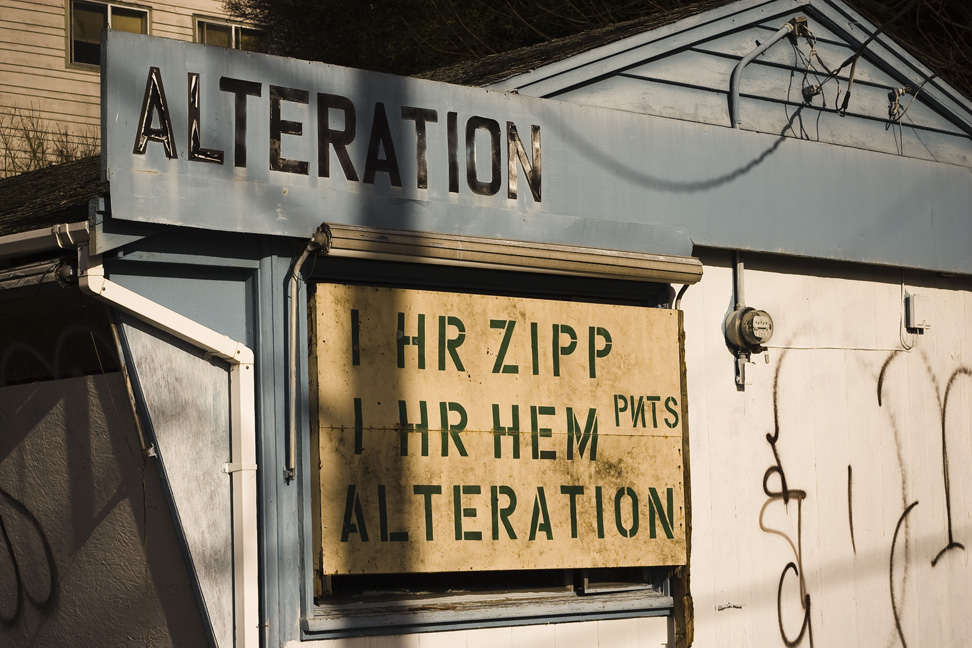 ALTERATION
I HR ZIPP
I HR HEM PИTS
ALTERATION